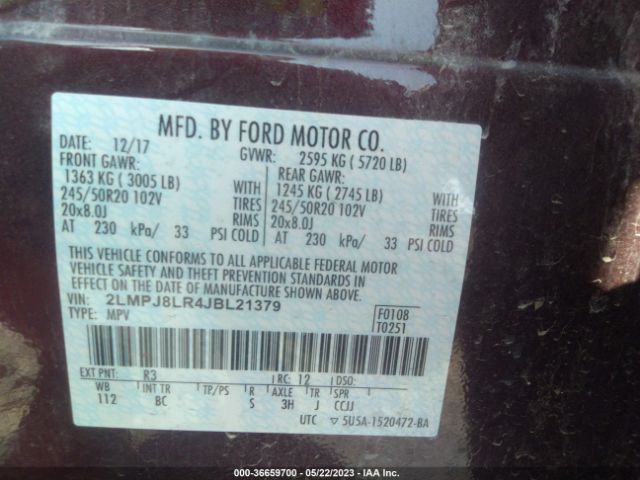 MFD. BY FORD MOTOR CO.
DATE: 12/17 GVWR: 2595 KG ( 5720 LB)
FRONT GAWR: REAR GAWR:
1363 KG ( 3005 LB) WITH 1245 KG ( 2745 LB) WITH
245/50R20 102V TIRES 245/50R20 102V TIRES
20x8.0J RIMS 20x8.0J RIMS
AT 230 kPa/ 33 PSI COLD AT 230 kPa/ 33 PSI COLD
THIS VEHICLE CONFORMS TO ALL APPLICABLE FEDERAL MOTOR
VEHICLE SAFETY AND THEFT PREVENTION STANDARDS IN
EFFECT ON THE DATE OF MANUFACTURE SHOWN ABOVE.
VIN: 2LMPJ8LR4JBL21379 F0108
TYPE: MPV T0251
EXT PNT: R3 RC: 12 DSO:
WB INT TR TP/PS R AXLE TR SPR
112 BC S 3H J CCJJ
UTC 5U5A-1520472-BA
000-36659700 - 05/22/2023 - IAA Inc.